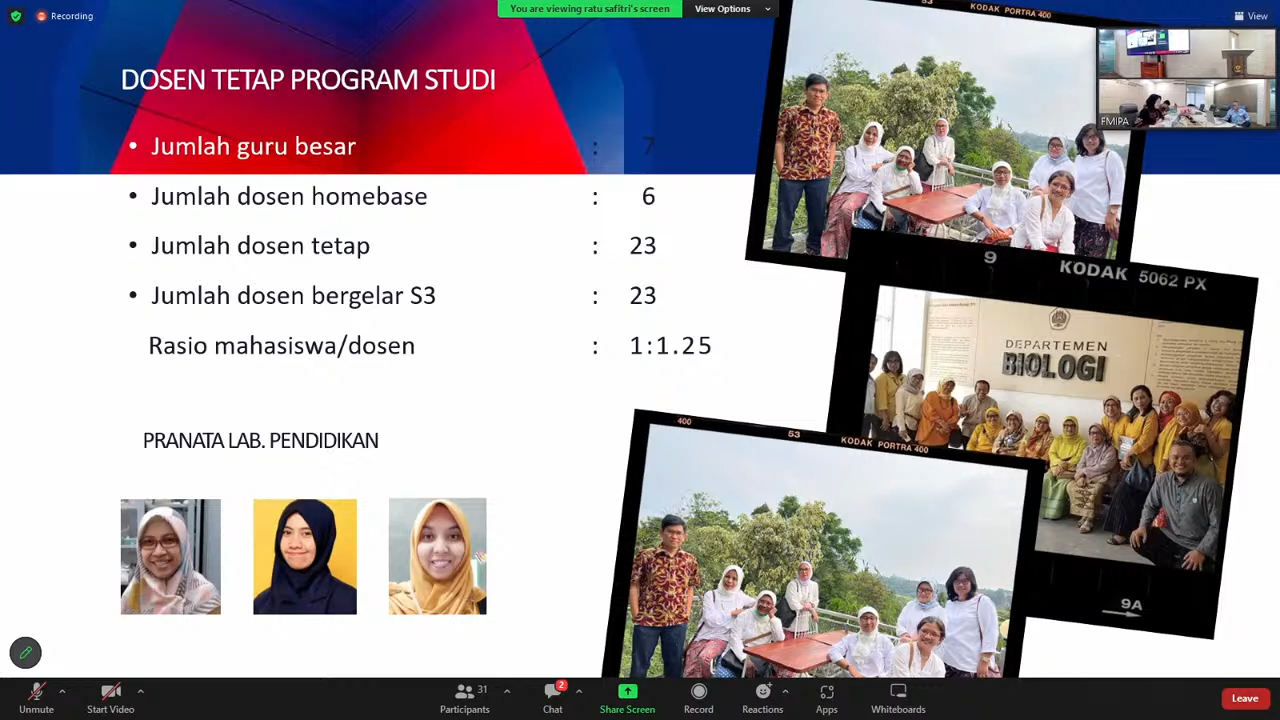 Recording
You are viewing ratu safitri's screen
View Options
View
DOSEN TETAP PROGRAM STUDI
• Jumlah guru besar : 7
• Jumlah dosen homebase : 6
• Jumlah dosen tetap : 23
• Jumlah dosen bergelar S3 : 23
Rasio mahasiswa/dosen : 1:1.25
PRANATA LAB. PENDIDIKAN
53 KODAK PORTRA 400
FMIPA
9 KODAK 5062 PX
DEPARTEMEN
BIOLOGI
9A
400 53 KODAK PORTRA 400
Unmute
Start Video
Participants 31
Chat 2
Share Screen
Record
Reactions
Apps
Whiteboards
Leave